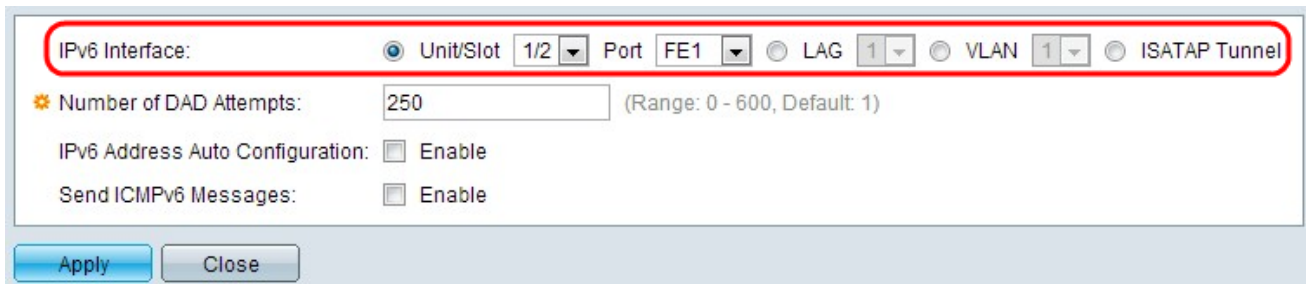 IPv6 Interface: Unit/Slot 1/2 Port FE1 LAG 1 VLAN 1 ISATAP Tunnel
Number of DAD Attempts: 250 (Range: 0 - 600, Default: 1)
IPv6 Address Auto Configuration: Enable
Send ICMPv6 Messages: Enable
Apply Close